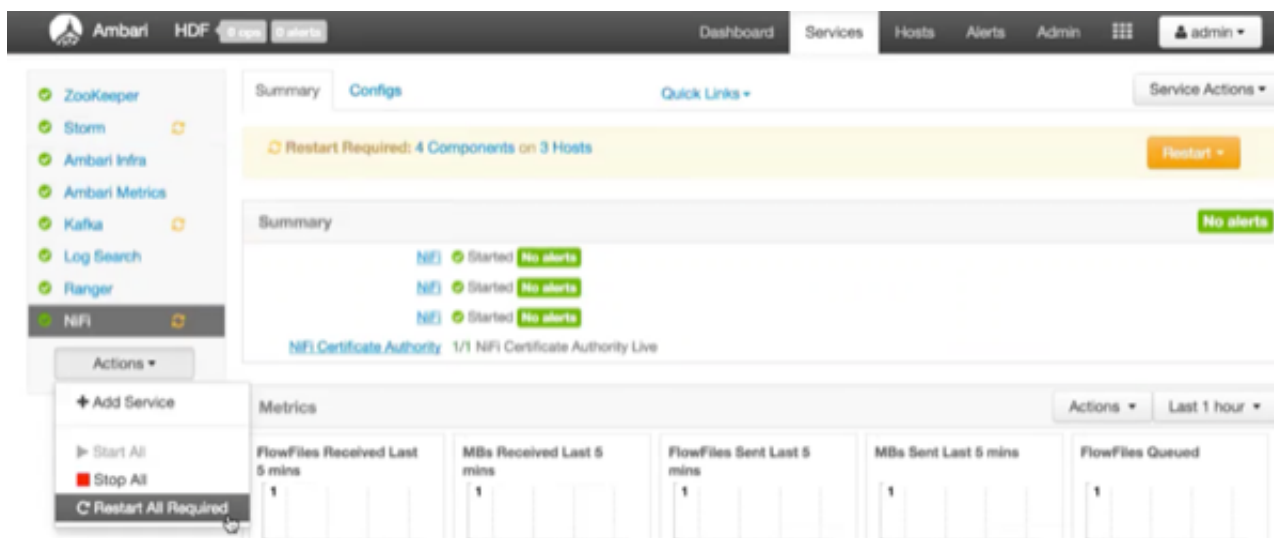 Ambari HDF 0 ops 0 alerts Dashboard Services Hosts Alerts Admin admin
ZooKeeper
Storm
Ambari Infra
Ambari Metrics
Kafka
Log Search
Ranger
NiFi
Actions
+ Add Service
Start All
Stop All
Restart All Required
Summary Configs Quick Links Service Actions
Restart Required: 4 Components on 3 Hosts Restart
Summary No alerts
NiFi Started No alerts
NiFi Started No alerts
NiFi Started No alerts
NiFi Certificate Authority 1/1 NiFi Certificate Authority Live
Metrics Actions Last 1 hour
FlowFiles Received Last
5 mins
1
MBs Received Last 5
mins
1
FlowFiles Sent Last 5
mins
1
MBs Sent Last 5 mins
1
FlowFiles Queued
1